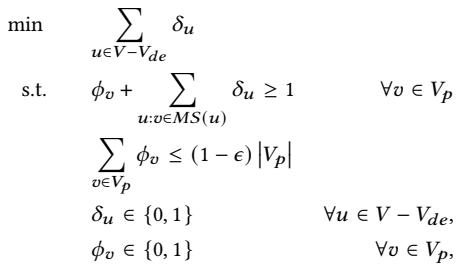 min ∑_{u∈V−V_{de}} δ_u
s.t. ϕ_v + ∑_{u:v∈MS(u)} δ_u ≥ 1 ∀v ∈ V_p
∑_{v∈V_p} ϕ_v ≤ (1 − ϵ) |V_p|
δ_u ∈ {0, 1} ∀u ∈ V − V_{de},
ϕ_v ∈ {0, 1} ∀v ∈ V_p,